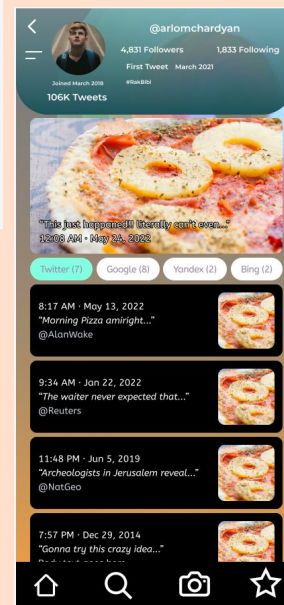 @arlomchardyan
4,831 Followers
1,833 Following
First Tweet March 2021
Joined March 2018
#RakBibi
106K Tweets
"This just happened!! literally can't even..."
12:08 AM · May 24, 2022
Twitter (7)
Google (8)
Yandex (2)
Bing (2)
8:17 AM · May 13, 2022
"Morning Pizza amiright..."
@AlanWake
9:34 AM · Jan 22, 2022
"The waiter never expected that..."
@Reuters
11:48 PM · Jun 5, 2019
"Archeologists in Jerusalem reveal..."
@NatGeo
7:57 PM · Dec 29, 2014
"Gonna try this crazy idea..."